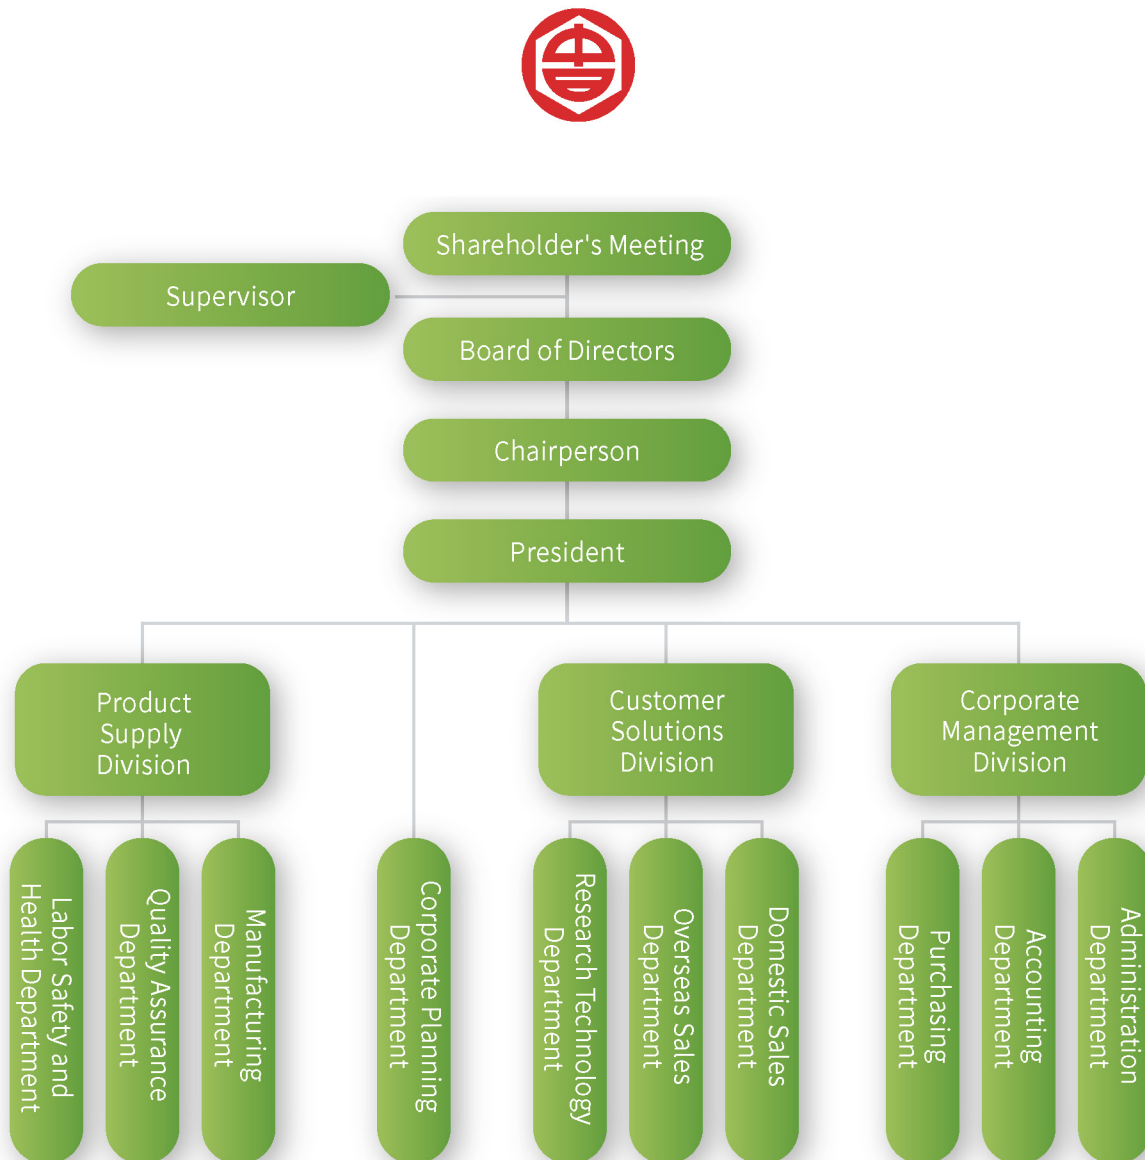 Shareholder's Meeting
Supervisor
Board of Directors
Chairperson
President
Product
Supply
Division
Customer
Solutions
Division
Corporate
Management
Division
Labor Safety and
Health Department
Quality Assurance
Department
Manufacturing
Department
Corporate Planning
Department
Research Technology
Department
Overseas Sales
Department
Domestic Sales
Department
Purchasing
Department
Accounting
Department
Administration
Department